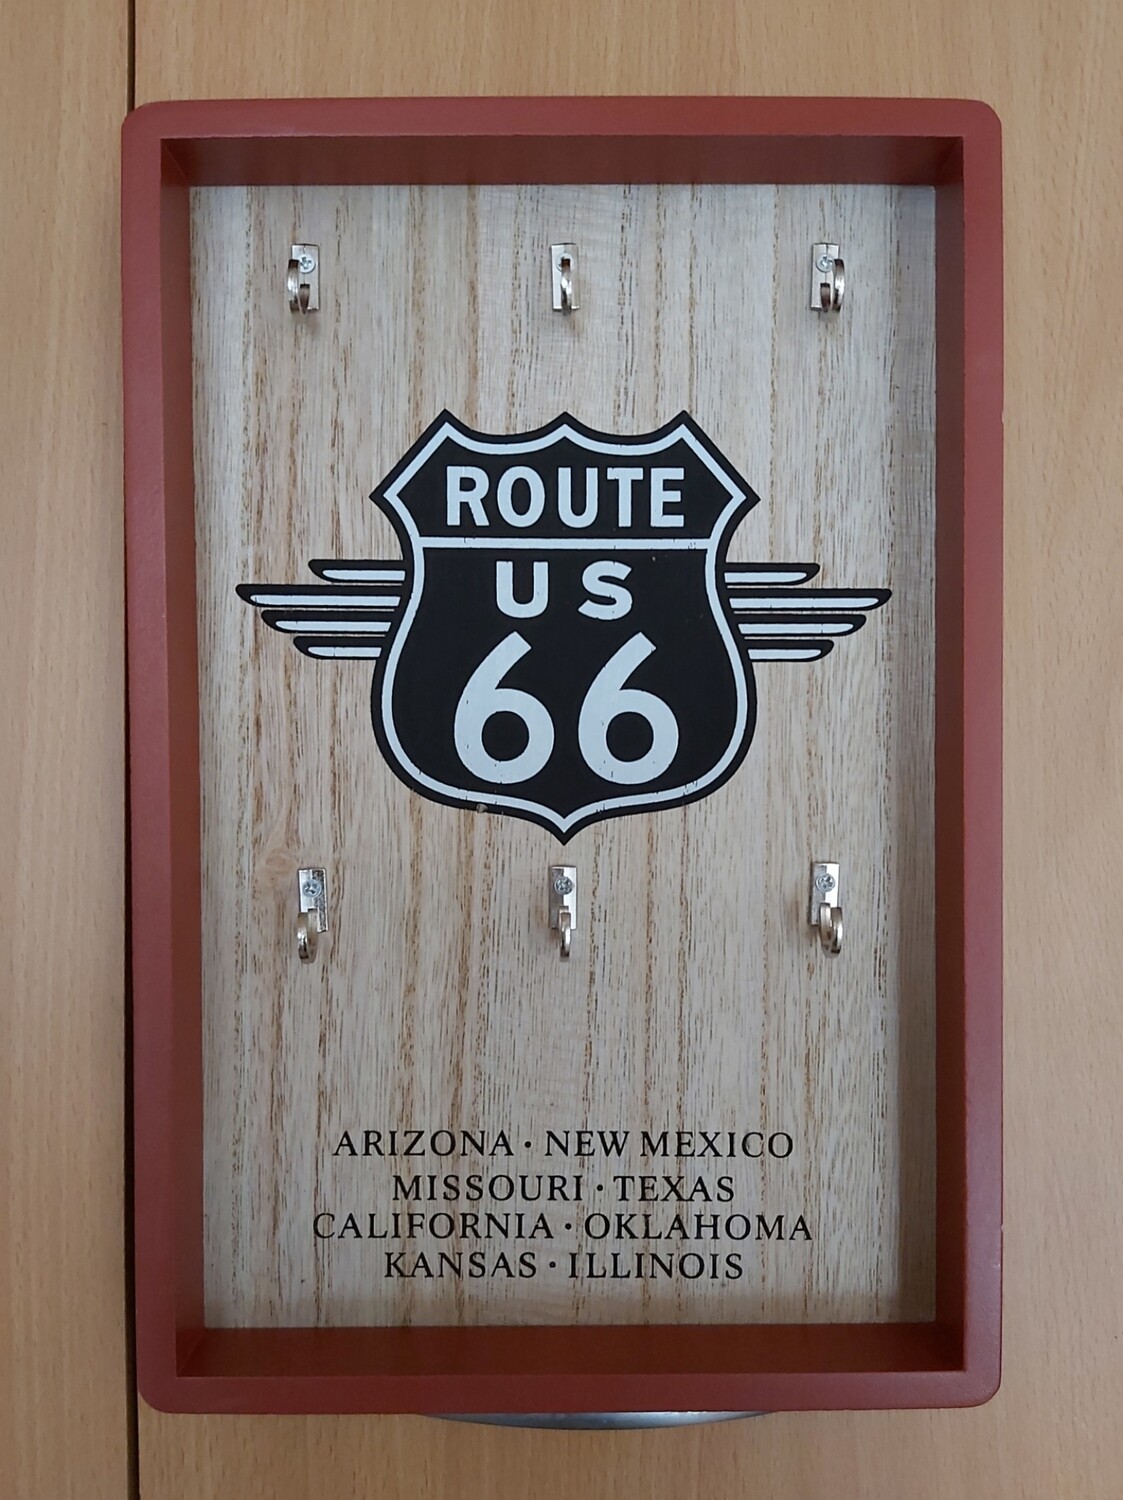 ROUTE
US
66
ARIZONA · NEW MEXICO
MISSOURI · TEXAS
CALIFORNIA · OKLAHOMA
KANSAS · ILLINOIS